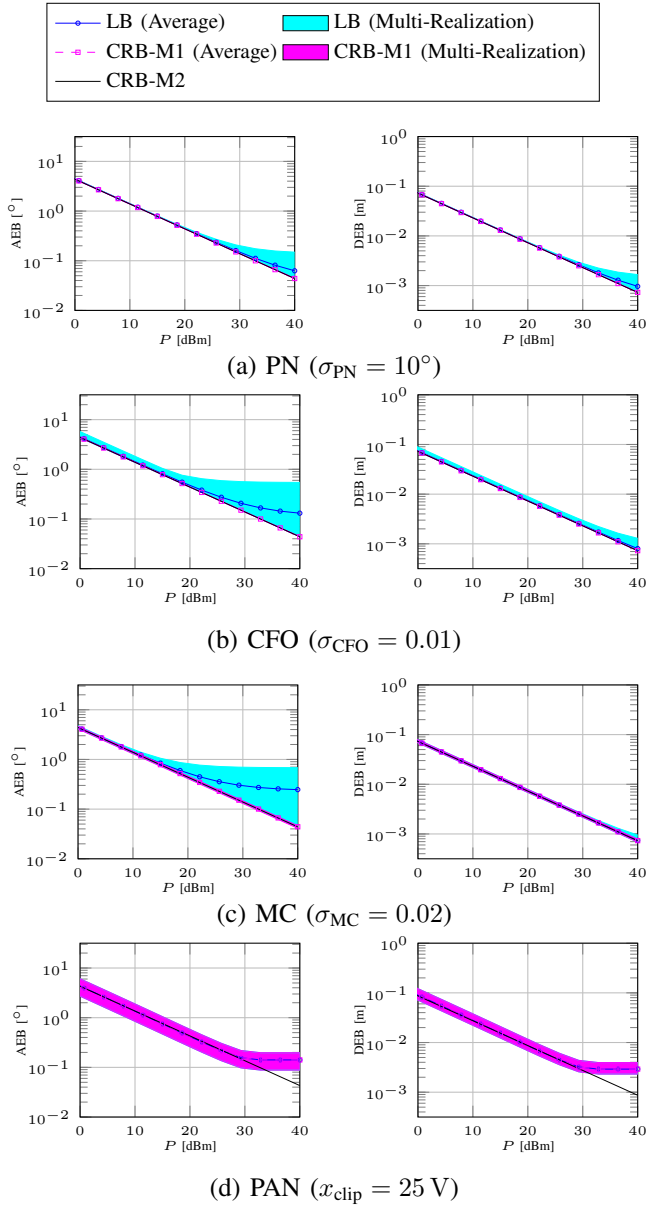 LB (Average) LB (Multi-Realization)
CRB-M1 (Average) CRB-M1 (Multi-Realization)
CRB-M2
10^1
10^0
10^−1
10^−2
AEB [°]
0 10 20 30 40
P [dBm]
10^0
10^−1
10^−2
10^−3
DEB [m]
0 10 20 30 40
P [dBm]
(a) PN (σ_PN = 10°)
10^1
10^0
10^−1
10^−2
AEB [°]
0 10 20 30 40
P [dBm]
10^0
10^−1
10^−2
10^−3
DEB [m]
0 10 20 30 40
P [dBm]
(b) CFO (σ_CFO = 0.01)
10^1
10^0
10^−1
10^−2
AEB [°]
0 10 20 30 40
P [dBm]
10^0
10^−1
10^−2
10^−3
DEB [m]
0 10 20 30 40
P [dBm]
(c) MC (σ_MC = 0.02)
10^1
10^0
10^−1
10^−2
AEB [°]
0 10 20 30 40
P [dBm]
10^0
10^−1
10^−2
10^−3
DEB [m]
0 10 20 30 40
P [dBm]
(d) PAN (x_clip = 25 V)